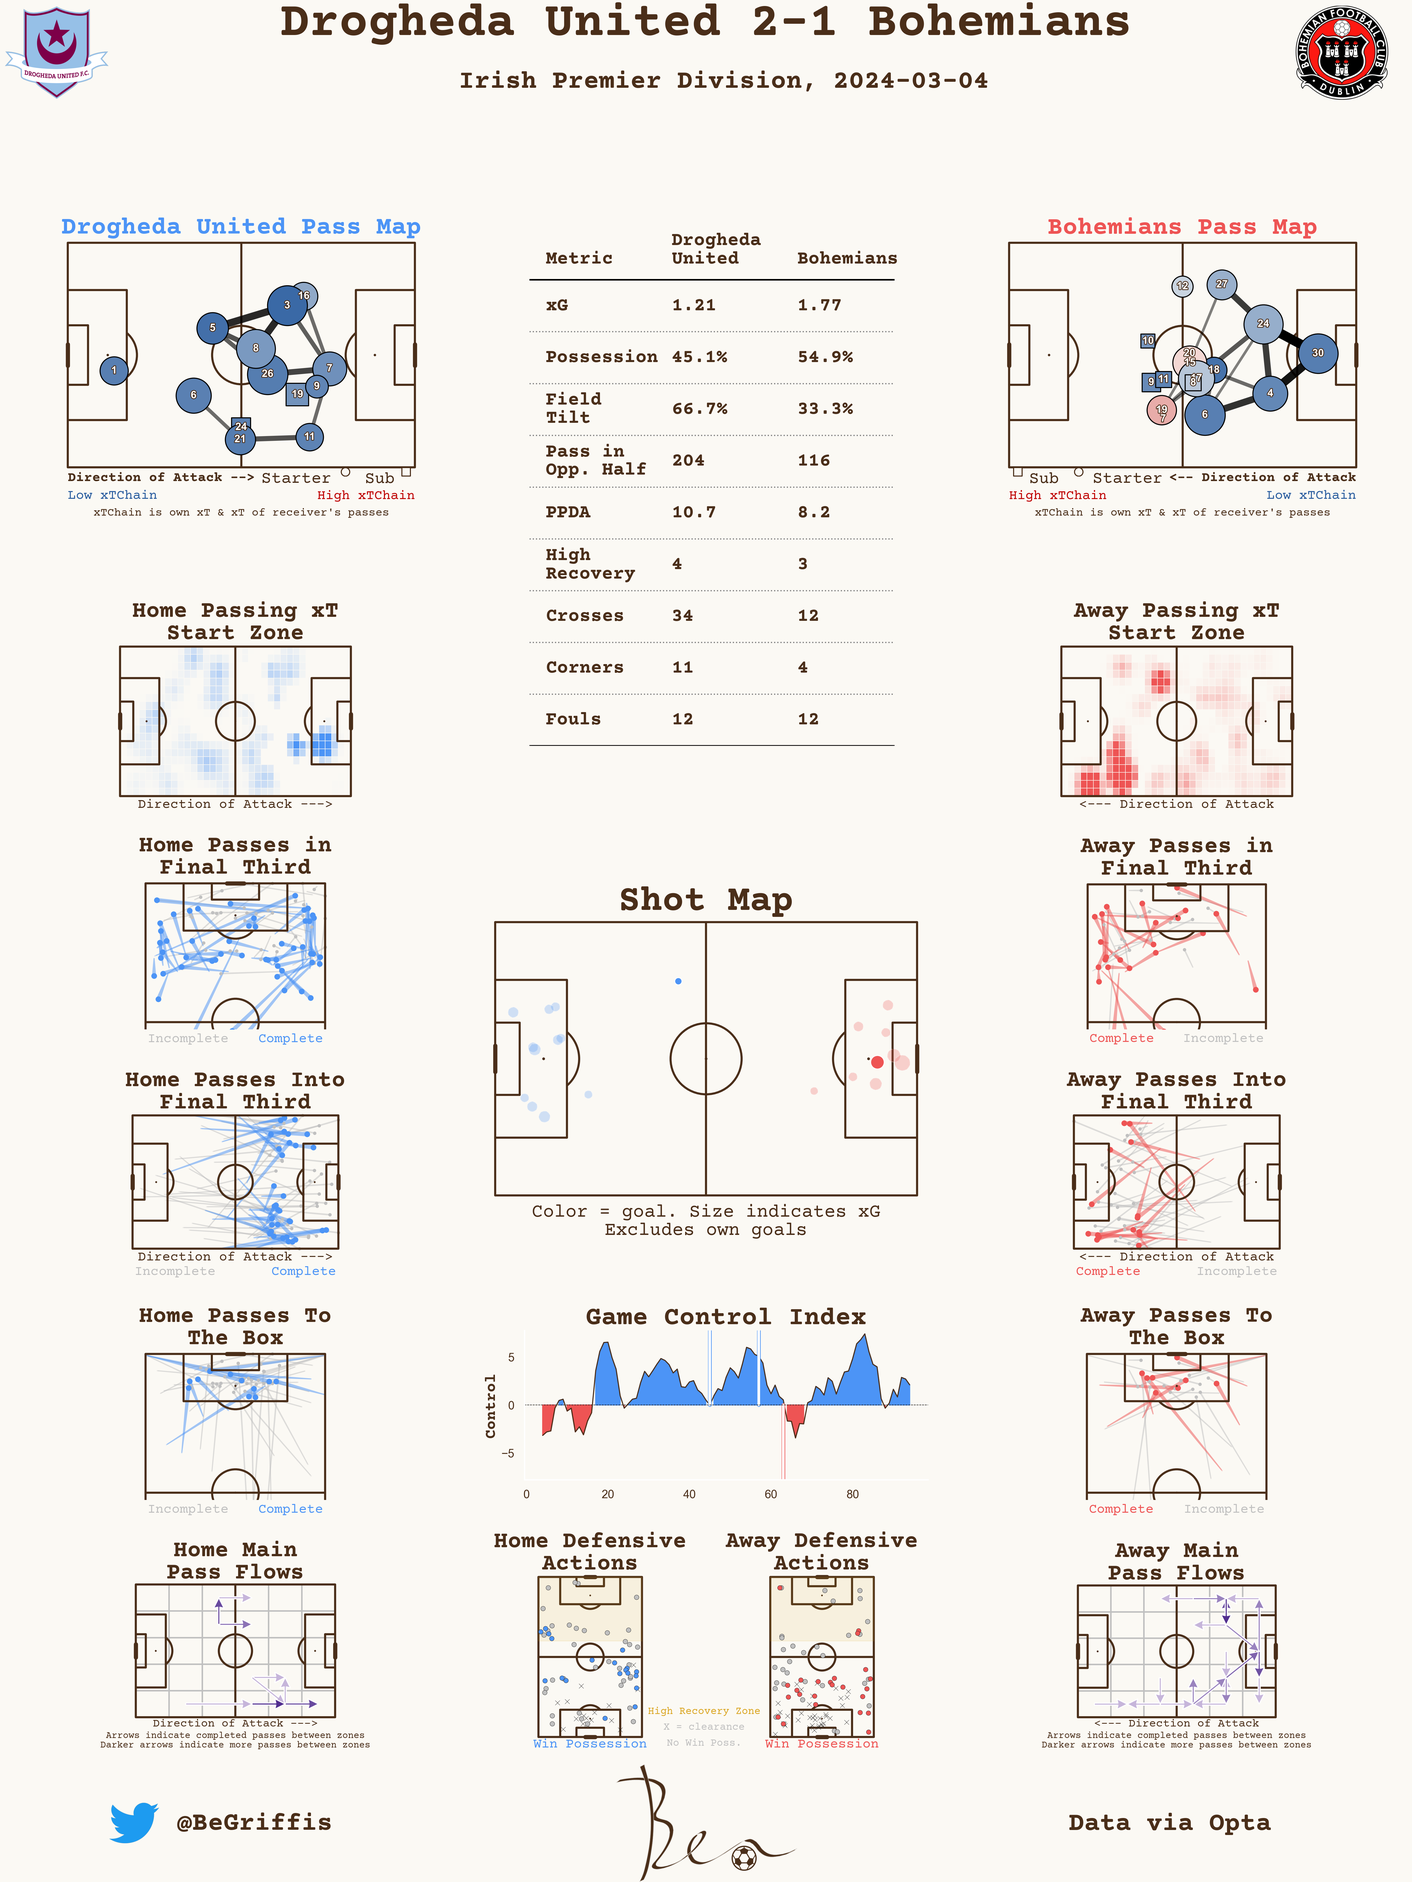 Drogheda United 2-1 Bohemians
Irish Premier Division, 2024-03-04
DROGHEDA UNITED F.C.
BOHEMIAN FOOTBALL CLUB
DUBLIN
Drogheda United Pass Map
16
3
5
8
7
26
9
1
6
19
24
21
11
Direction of Attack --> Starter Sub
Low xTChain High xTChain
xTChain is own xT & xT of receiver's passes
Metric Drogheda United Bohemians
xG 1.21 1.77
Possession 45.1% 54.9%
Field Tilt 66.7% 33.3%
Pass in Opp. Half 204 116
PPDA 10.7 8.2
High Recovery 4 3
Crosses 34 12
Corners 11 4
Fouls 12 12
Bohemians Pass Map
12
27
24
10
20
15
30
18
9
11
17
8
4
19
7
6
Sub Starter <-- Direction of Attack
High xTChain Low xTChain
xTChain is own xT & xT of receiver's passes
Home Passing xT
Start Zone
Direction of Attack --->
Away Passing xT
Start Zone
<--- Direction of Attack
Home Passes in
Final Third
Incomplete Complete
Away Passes in
Final Third
Complete Incomplete
Shot Map
Color = goal. Size indicates xG
Excludes own goals
Home Passes Into
Final Third
Direction of Attack --->
Incomplete Complete
Away Passes Into
Final Third
<--- Direction of Attack
Complete Incomplete
Home Passes To
The Box
Incomplete Complete
Game Control Index
Control
5
0
−5
0 20 40 60 80
Away Passes To
The Box
Complete Incomplete
Home Main
Pass Flows
Direction of Attack --->
Arrows indicate completed passes between zones
Darker arrows indicate more passes between zones
Home Defensive
Actions
Win Possession
Away Defensive
Actions
Win Possession
High Recovery Zone
X = clearance
No Win Poss.
Away Main
Pass Flows
<--- Direction of Attack
Arrows indicate completed passes between zones
Darker arrows indicate more passes between zones
@BeGriffis
Ben
Data via Opta